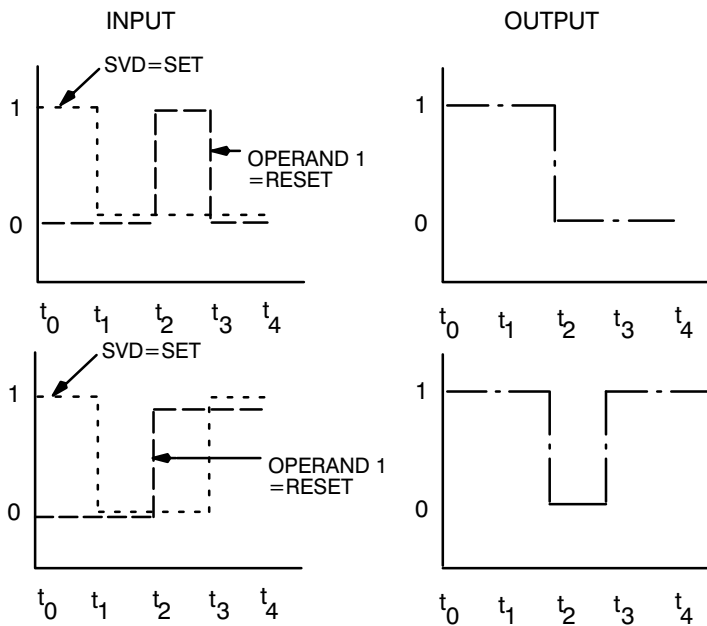 INPUT
OUTPUT
SVD=SET
1
OPERAND 1
=RESET
0
t0 t1 t2 t3 t4
1
0
t0 t1 t2 t3 t4
SVD=SET
1
OPERAND 1
=RESET
0
t0 t1 t2 t3 t4
1
0
t0 t1 t2 t3 t4